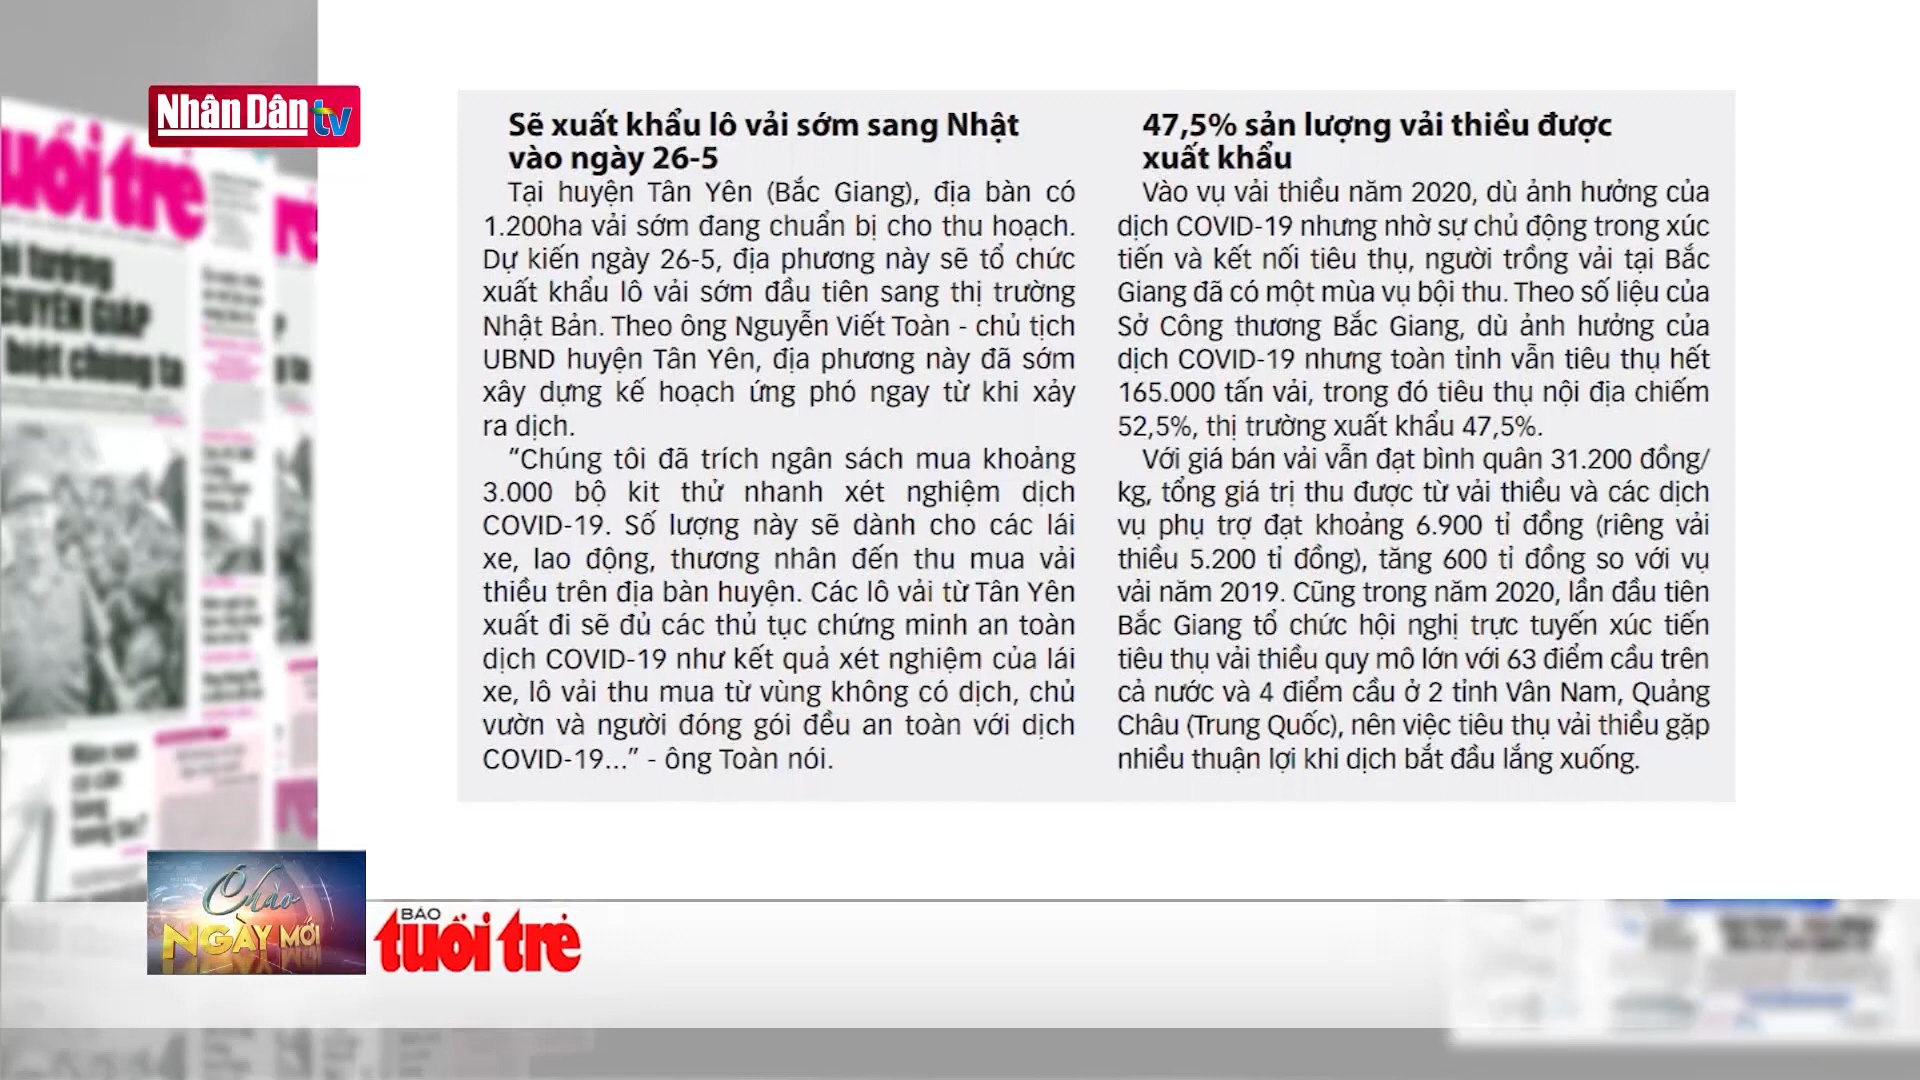 Nhân Dân tv
Sẽ xuất khẩu lô vải sớm sang Nhật
vào ngày 26-5
Tại huyện Tân Yên (Bắc Giang), địa bàn có
1.200ha vải sớm đang chuẩn bị cho thu hoạch.
Dự kiến ngày 26-5, địa phương này sẽ tổ chức
xuất khẩu lô vải sớm đầu tiên sang thị trường
Nhật Bản. Theo ông Nguyễn Viết Toàn - chủ tịch
UBND huyện Tân Yên, địa phương này đã sớm
xây dựng kế hoạch ứng phó ngay từ khi xảy
ra dịch.
“Chúng tôi đã trích ngân sách mua khoảng
3.000 bộ kit thử nhanh xét nghiệm dịch
COVID-19. Số lượng này sẽ dành cho các lái
xe, lao động, thương nhân đến thu mua vải
thiều trên địa bàn huyện. Các lô vải từ Tân Yên
xuất đi sẽ đủ các thủ tục chứng minh an toàn
dịch COVID-19 như kết quả xét nghiệm của lái
xe, lô vải thu mua từ vùng không có dịch, chủ
vườn và người đóng gói đều an toàn với dịch
COVID-19...” - ông Toàn nói.
47,5% sản lượng vải thiều được
xuất khẩu
Vào vụ vải thiều năm 2020, dù ảnh hưởng của
dịch COVID-19 nhưng nhờ sự chủ động trong xúc
tiến và kết nối tiêu thụ, người trồng vải tại Bắc
Giang đã có một mùa vụ bội thu. Theo số liệu của
Sở Công thương Bắc Giang, dù ảnh hưởng của
dịch COVID-19 nhưng toàn tỉnh vẫn tiêu thụ hết
165.000 tấn vải, trong đó tiêu thụ nội địa chiếm
52,5%, thị trường xuất khẩu 47,5%.
Với giá bán vải vẫn đạt bình quân 31.200 đồng/
kg, tổng giá trị thu được từ vải thiều và các dịch
vụ phụ trợ đạt khoảng 6.900 tỉ đồng (riêng vải
thiều 5.200 tỉ đồng), tăng 600 tỉ đồng so với vụ
vải năm 2019. Cũng trong năm 2020, lần đầu tiên
Bắc Giang tổ chức hội nghị trực tuyến xúc tiến
tiêu thụ vải thiều quy mô lớn với 63 điểm cầu trên
cả nước và 4 điểm cầu ở 2 tỉnh Vân Nam, Quảng
Châu (Trung Quốc), nên việc tiêu thụ vải thiều gặp
nhiều thuận lợi khi dịch bắt đầu lắng xuống.
Chào
NGÀY MỚI
BÁO
tuổi trẻ